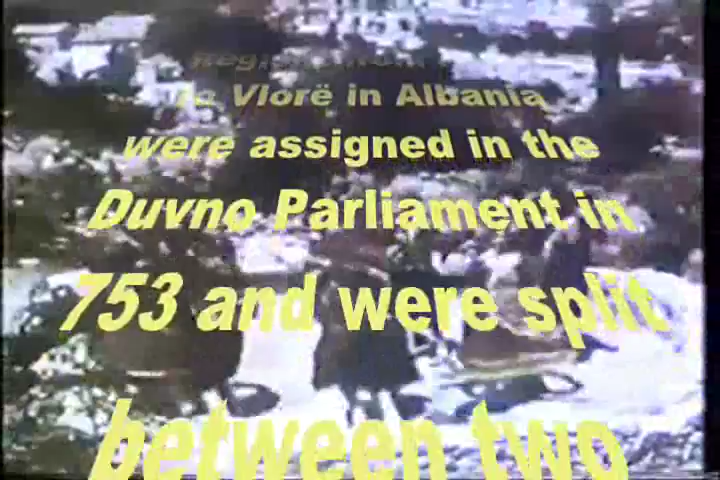 to Vlorë in Albania
were assigned in the
Duvno Parliament in
753 and were split
between two